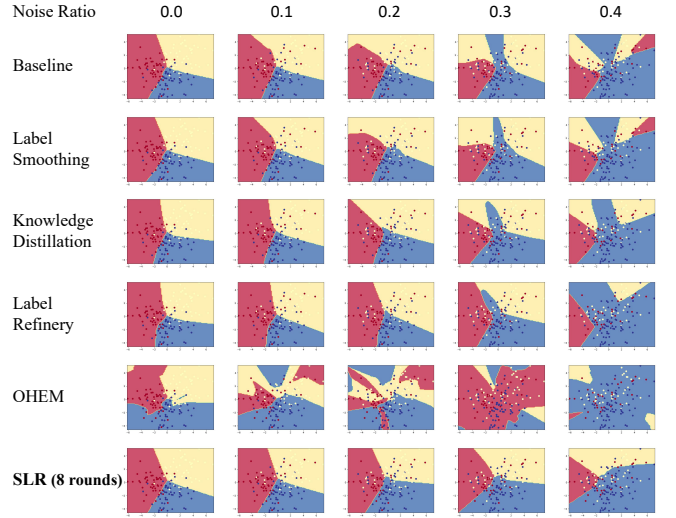 Noise Ratio 0.0 0.1 0.2 0.3 0.4
Baseline
Label
Smoothing
Knowledge
Distillation
Label
Refinery
OHEM
SLR (8 rounds)